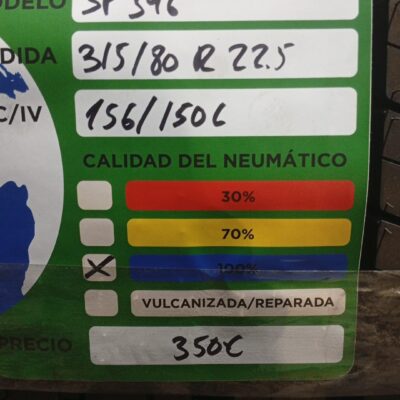 ODELO SP 346
DIDA 315/80 R 22.5
C/IV 156/150L
CALIDAD DEL NEUMÁTICO
30%
70%
100%
VULCANIZADA/REPARADA
PRECIO 350€